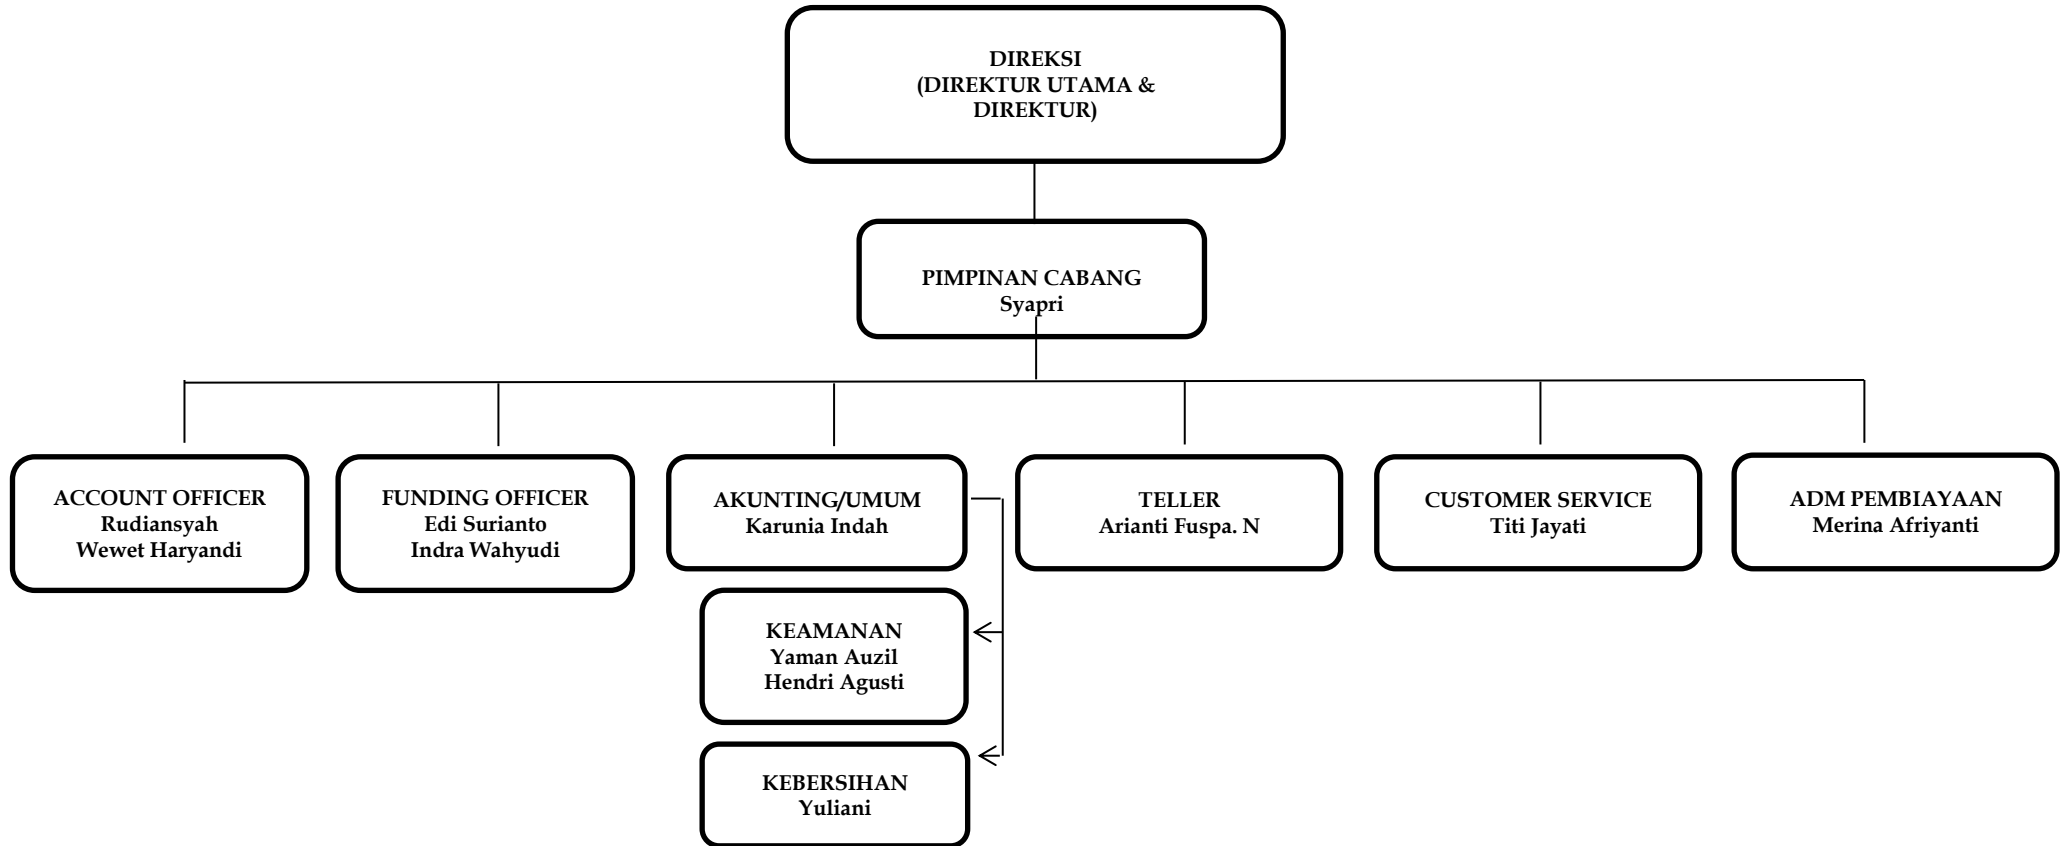 DIREKSI
(DIREKTUR UTAMA &
DIREKTUR)
PIMPINAN CABANG
Syapri
ACCOUNT OFFICER
Rudiansyah
Wewet Haryandi
FUNDING OFFICER
Edi Surianto
Indra Wahyudi
AKUNTING/UMUM
Karunia Indah
TELLER
Arianti Fuspa. N
CUSTOMER SERVICE
Titi Jayati
ADM PEMBIAYAAN
Merina Afriyanti
KEAMANAN
Yaman Auzil
Hendri Agusti
KEBERSIHAN
Yuliani